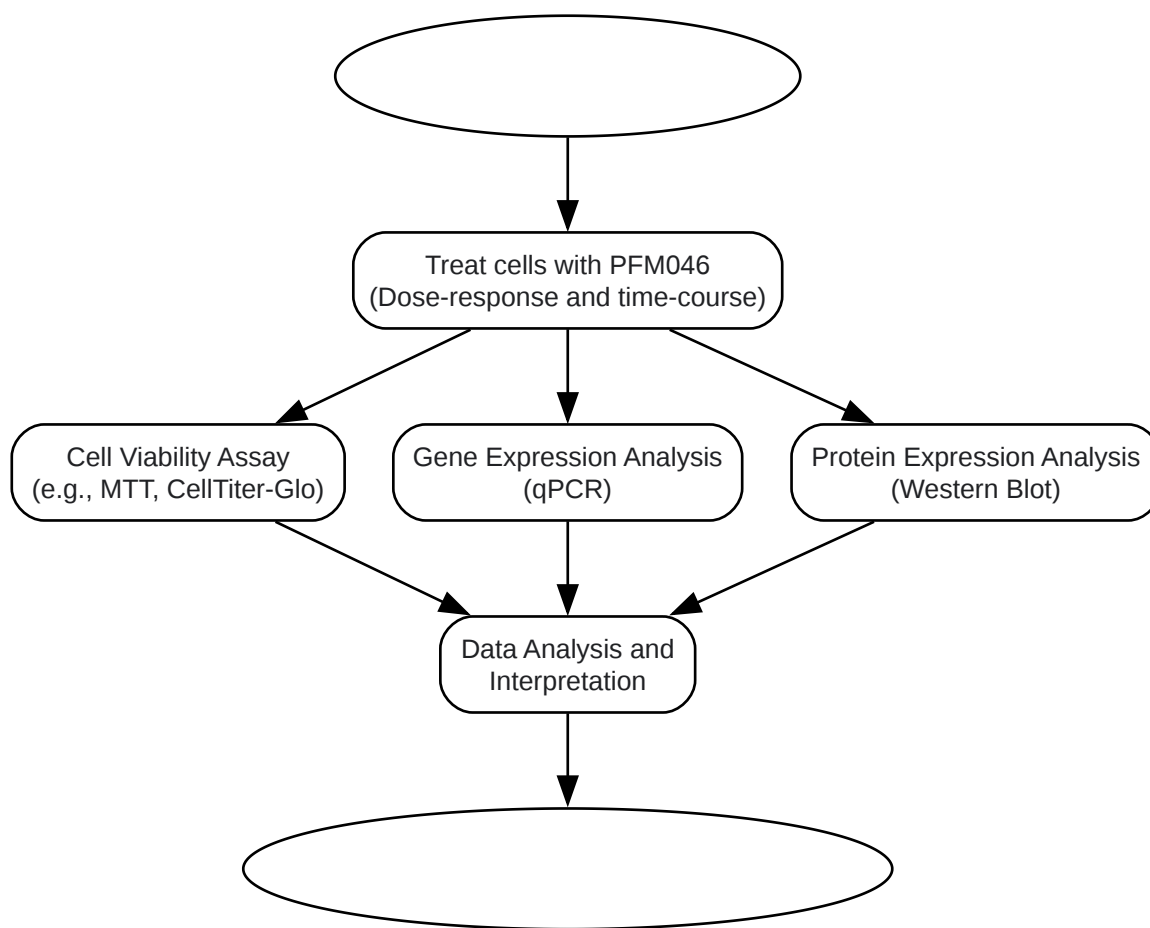 Treat cells with PFM046
(Dose-response and time-course)
Cell Viability Assay
(e.g., MTT, CellTiter-Glo)
Gene Expression Analysis
(qPCR)
Protein Expression Analysis
(Western Blot)
Data Analysis and
Interpretation